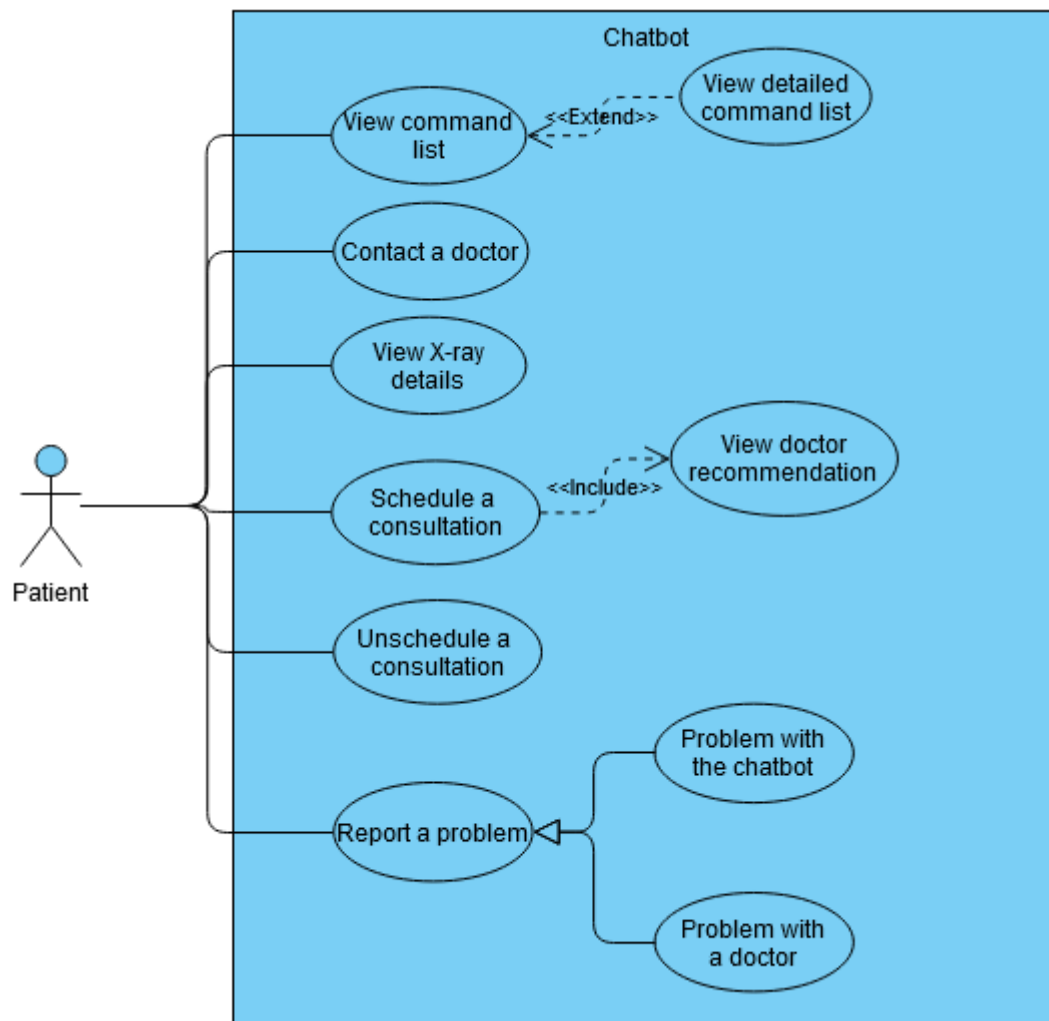 Chatbot
View detailed
command list
<<Extend>>
View command
list
Contact a doctor
View X-ray
details
View doctor
recommendation
<<Include>>
Schedule a
consultation
Patient
Unschedule a
consultation
Problem with
the chatbot
Report a problem
Problem with
a doctor